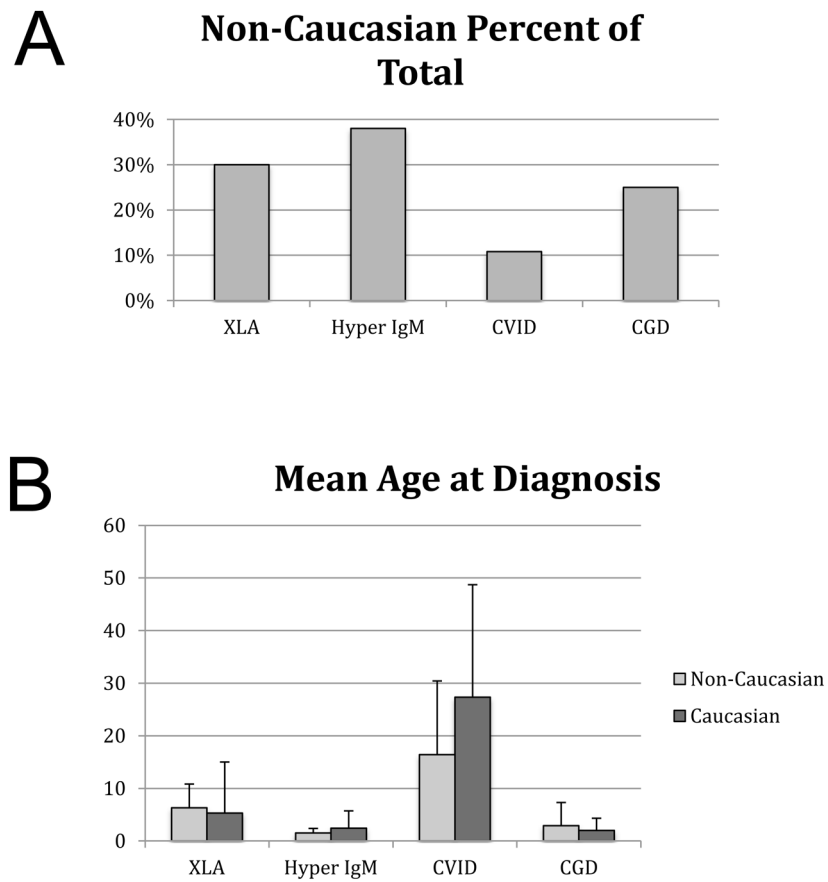 A
Non-Caucasian Percent of
Total
40%
30%
20%
10%
0%
XLA Hyper IgM CVID CGD
B
Mean Age at Diagnosis
60
50
40
30
20
10
0
Non-Caucasian
Caucasian
XLA Hyper IgM CVID CGD